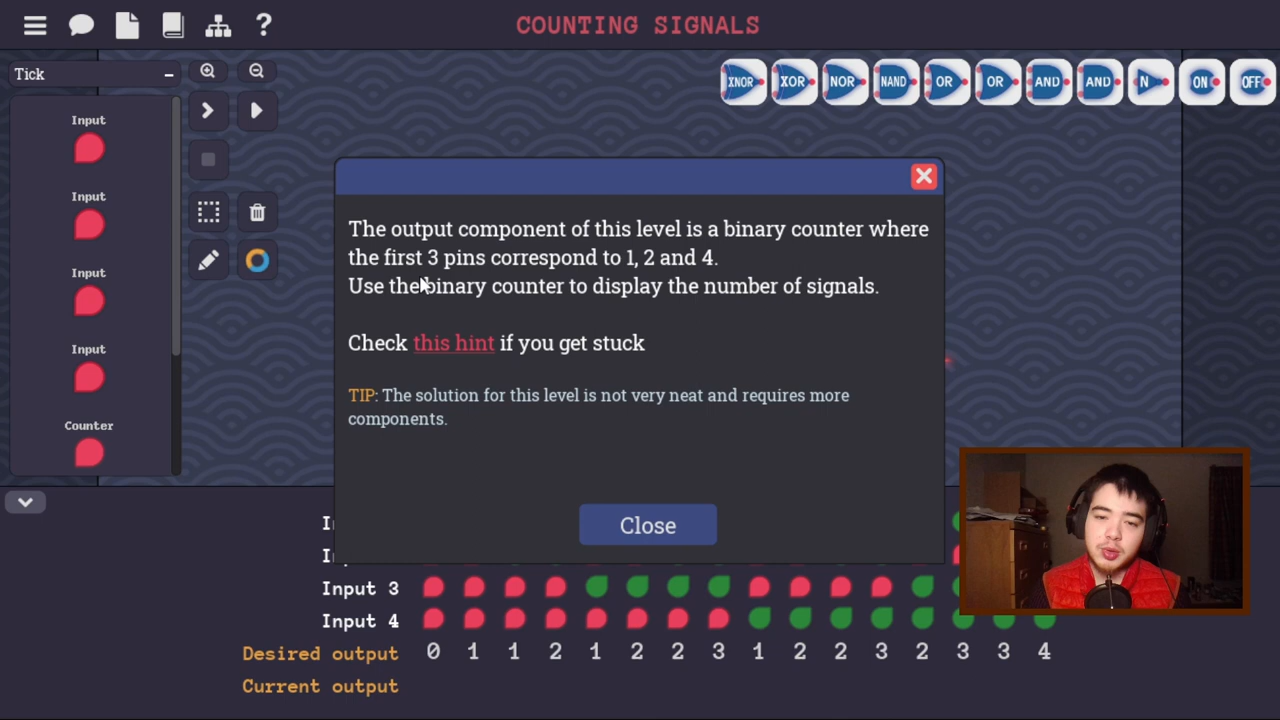 COUNTING SIGNALS
Tick
XNOR XOR NOR NAND OR OR AND AND N ON OFF
Input
Input
Input
Input
Counter
The output component of this level is a binary counter where
the first 3 pins correspond to 1, 2 and 4.
Use the binary counter to display the number of signals.
Check this hint if you get stuck
TIP: The solution for this level is not very neat and requires more
components.
Close
Input 3
Input 4
Desired output 0 1 1 2 1 2 2 3 1 2 2 3 2 3 3 4
Current output